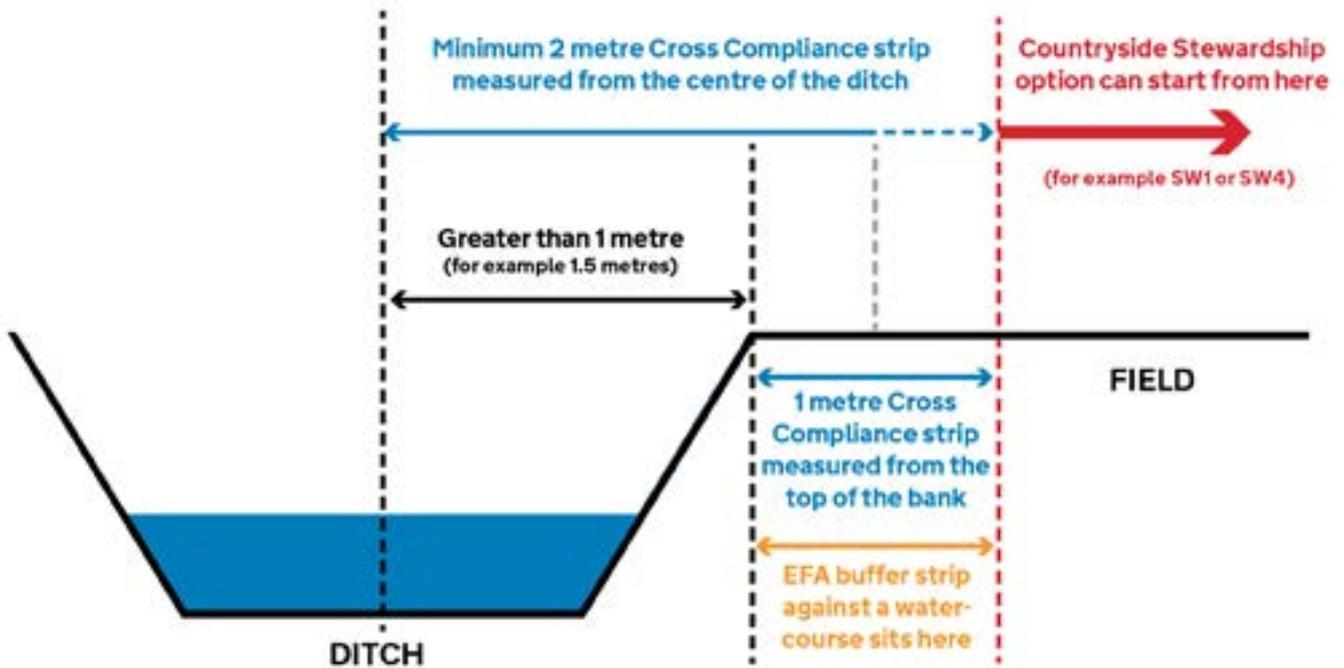 Minimum 2 metre Cross Compliance strip
measured from the centre of the ditch
Countryside Stewardship
option can start from here
(for example SW1 or SW4)
Greater than 1 metre
(for example 1.5 metres)
FIELD
1 metre Cross
Compliance strip
measured from the
top of the bank
EFA buffer strip
against a water-
course sits here
DITCH